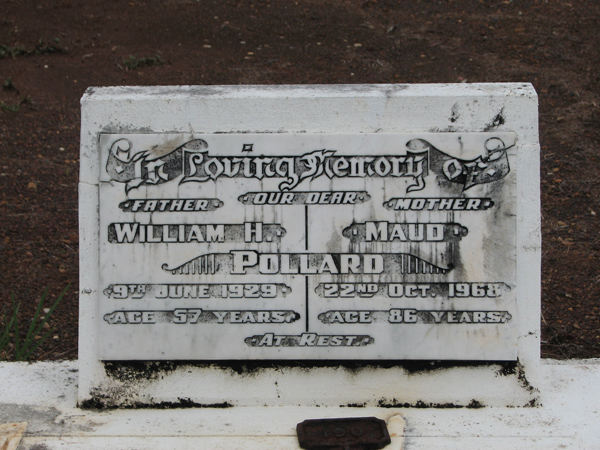 In Loving Memory of
FATHER OUR DEAR MOTHER
WILLIAM H. MAUD
POLLARD
9TH JUNE 1929 22ND OCT. 1968
AGE 57 YEARS. AGE 86 YEARS.
AT REST.